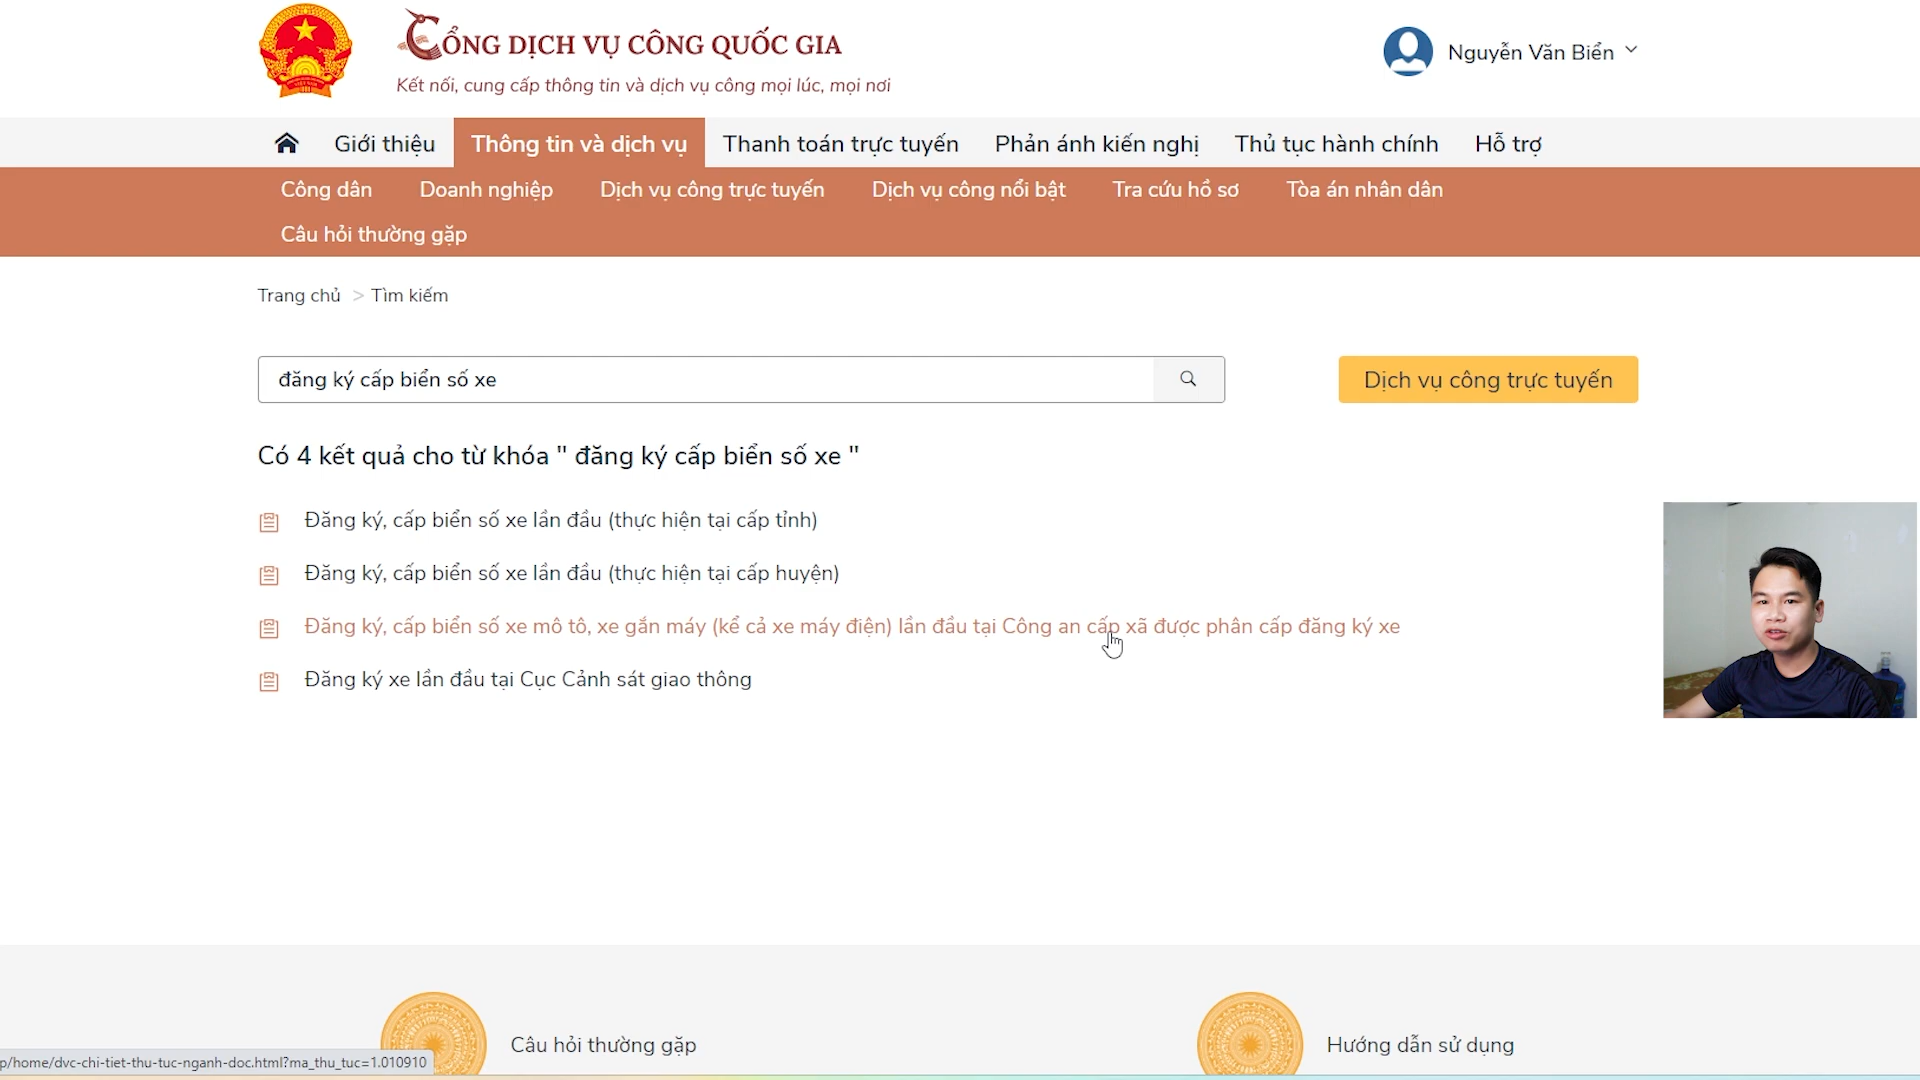 CỔNG DỊCH VỤ CÔNG QUỐC GIA
Kết nối, cung cấp thông tin và dịch vụ công mọi lúc, mọi nơi
Nguyễn Văn Biển
Giới thiệu
Thông tin và dịch vụ
Thanh toán trực tuyến
Phản ánh kiến nghị
Thủ tục hành chính
Hỗ trợ
Công dân
Doanh nghiệp
Dịch vụ công trực tuyến
Dịch vụ công nổi bật
Tra cứu hồ sơ
Tòa án nhân dân
Câu hỏi thường gặp
Trang chủ > Tìm kiếm
đăng ký cấp biển số xe
Dịch vụ công trực tuyến
Có 4 kết quả cho từ khóa " đăng ký cấp biển số xe "
Đăng ký, cấp biển số xe lần đầu (thực hiện tại cấp tỉnh)
Đăng ký, cấp biển số xe lần đầu (thực hiện tại cấp huyện)
Đăng ký, cấp biển số xe mô tô, xe gắn máy (kể cả xe máy điện) lần đầu tại Công an cấp xã được phân cấp đăng ký xe
Đăng ký xe lần đầu tại Cục Cảnh sát giao thông
Câu hỏi thường gặp
Hướng dẫn sử dụng
p/home/dvc-chi-tiet-thu-tuc-nganh-doc.html?ma_thu_tuc=1.010910